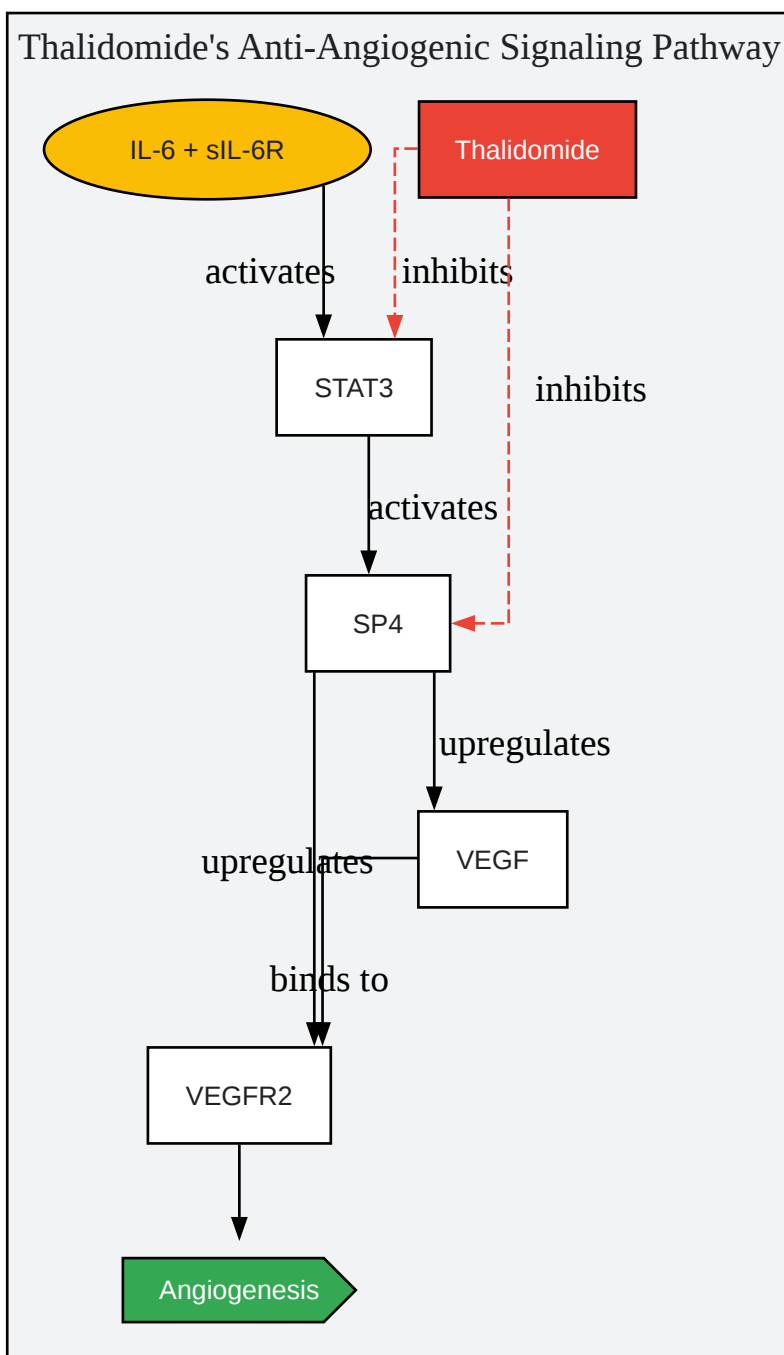 Thalidomide's Anti-Angiogenic Signaling Pathway
IL-6 + sIL-6R
Thalidomide
activates
inhibits
STAT3
inhibits
activates
SP4
upregulates
VEGF
upregulates
binds to
VEGFR2
Angiogenesis